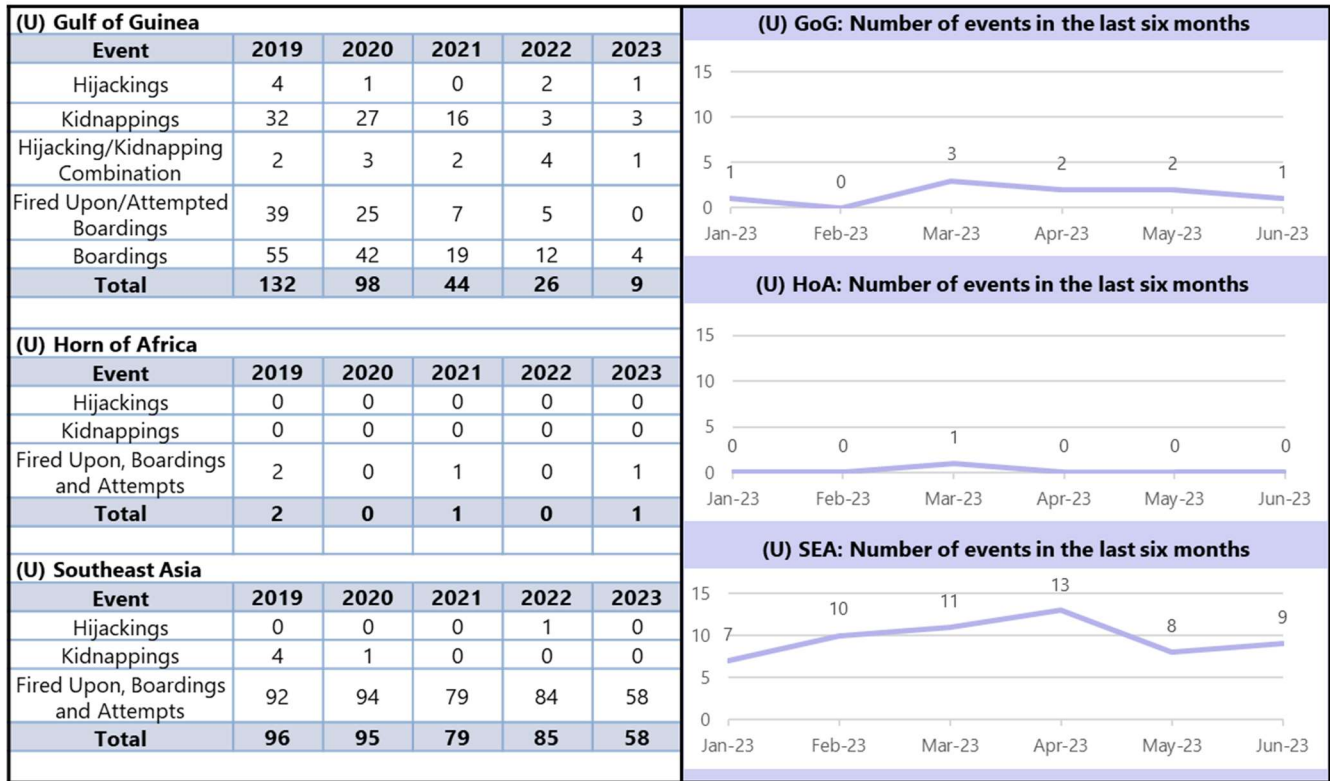 (U) Gulf of Guinea
Event 2019 2020 2021 2022 2023
Hijackings 4 1 0 2 1
Kidnappings 32 27 16 3 3
Hijacking/Kidnapping
Combination 2 3 2 4 1
Fired Upon/Attempted
Boardings 39 25 7 5 0
Boardings 55 42 19 12 4
Total 132 98 44 26 9
(U) Horn of Africa
Event 2019 2020 2021 2022 2023
Hijackings 0 0 0 0 0
Kidnappings 0 0 0 0 0
Fired Upon, Boardings
and Attempts 2 0 1 0 1
Total 2 0 1 0 1
(U) Southeast Asia
Event 2019 2020 2021 2022 2023
Hijackings 0 0 0 1 0
Kidnappings 4 1 0 0 0
Fired Upon, Boardings
and Attempts 92 94 79 84 58
Total 96 95 79 85 58
(U) GoG: Number of events in the last six months
15
10
5
0
1 0 3 2 2 1
Jan-23 Feb-23 Mar-23 Apr-23 May-23 Jun-23
(U) HoA: Number of events in the last six months
15
10
5
0
0 0 1 0 0 0
Jan-23 Feb-23 Mar-23 Apr-23 May-23 Jun-23
(U) SEA: Number of events in the last six months
15
10
5
0
7 10 11 13 8 9
Jan-23 Feb-23 Mar-23 Apr-23 May-23 Jun-23